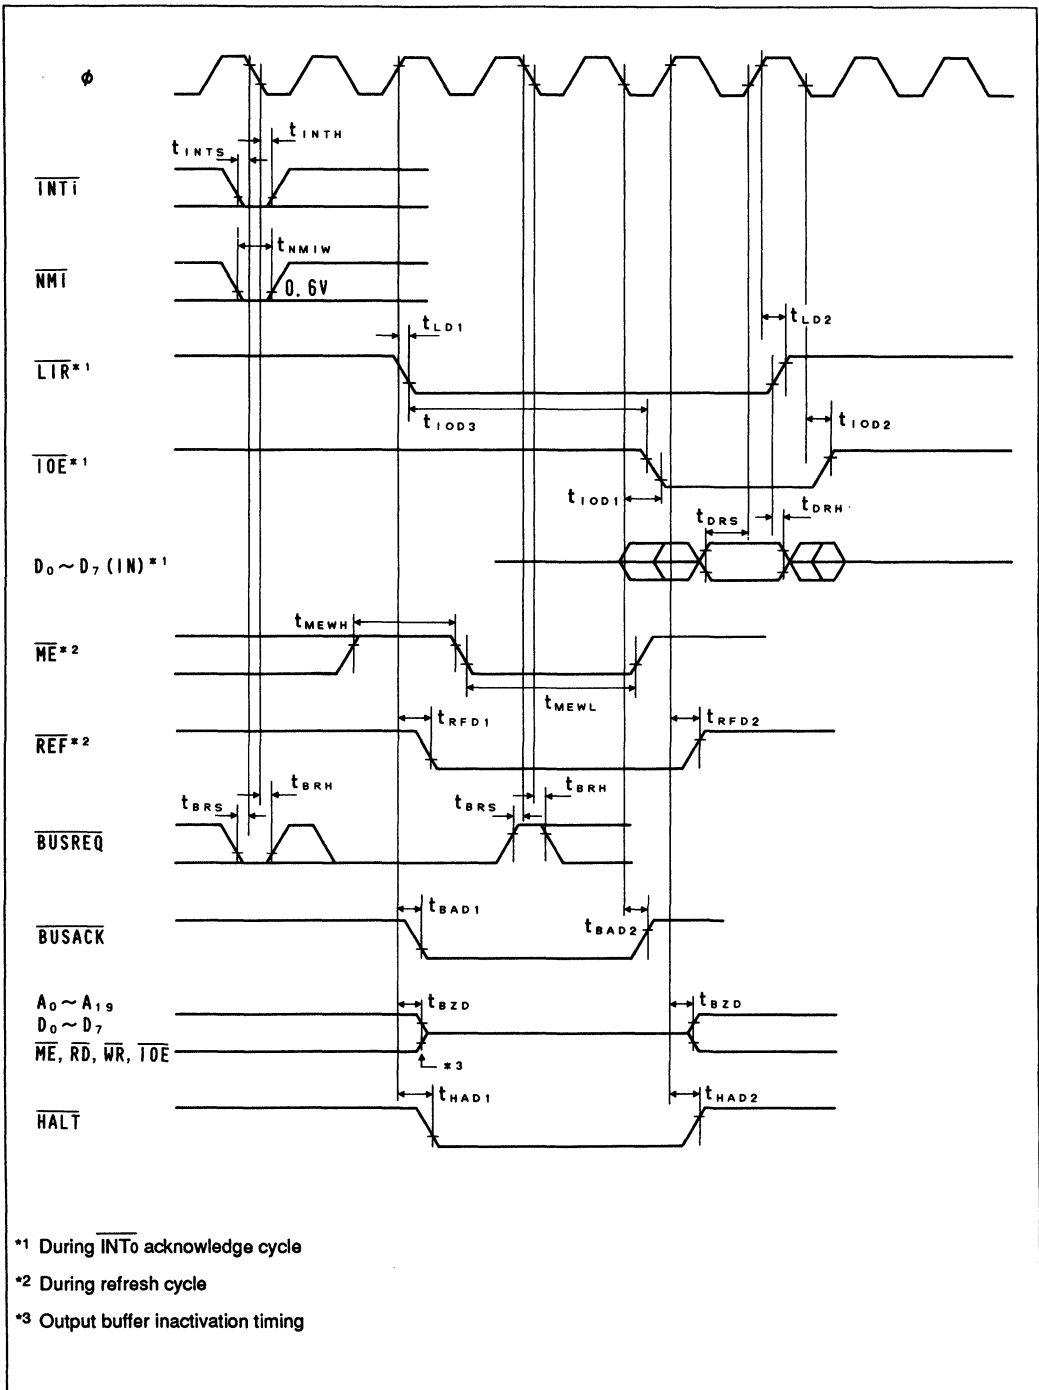 ø
tINTH
tINTS
INTi
tNMIW
NMI
0.6V
tLD1
tLD2
LIR*1
tIOD3
tIOD2
IOE*1
tIOD1
tDRH
tDRS
D0~D7(IN)*1
tMEWH
ME*2
tMEWL
tRFD1
tRFD2
REF*2
tBRH
tBRH
tBRS
tBRS
BUSREQ
tBAD1
tBAD2
BUSACK
A0~A19
tBZD
tBZD
D0~D7
ME, RD, WR, IOE
*3
tHAD1
tHAD2
HALT
*1 During INT0 acknowledge cycle
*2 During refresh cycle
*3 Output buffer inactivation timing